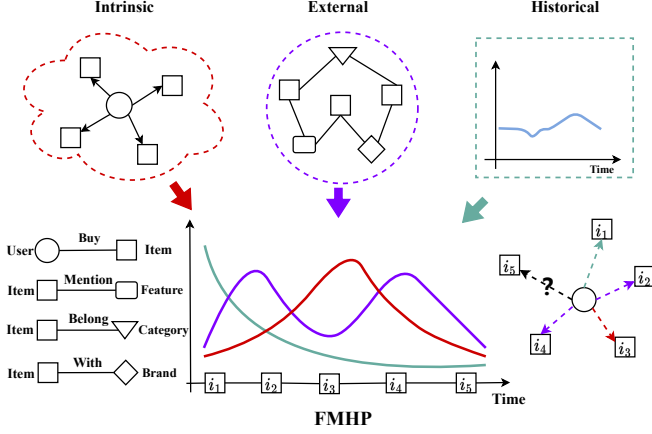 Intrinsic
External
Historical
Time
User
Buy
Item
Item
Mention
Feature
Item
Belong
Category
Item
With
Brand
i₁
i₂
i₃
i₄
i₅
Time
FMHP
i₁
i₂
i₃
i₄
i₅
?